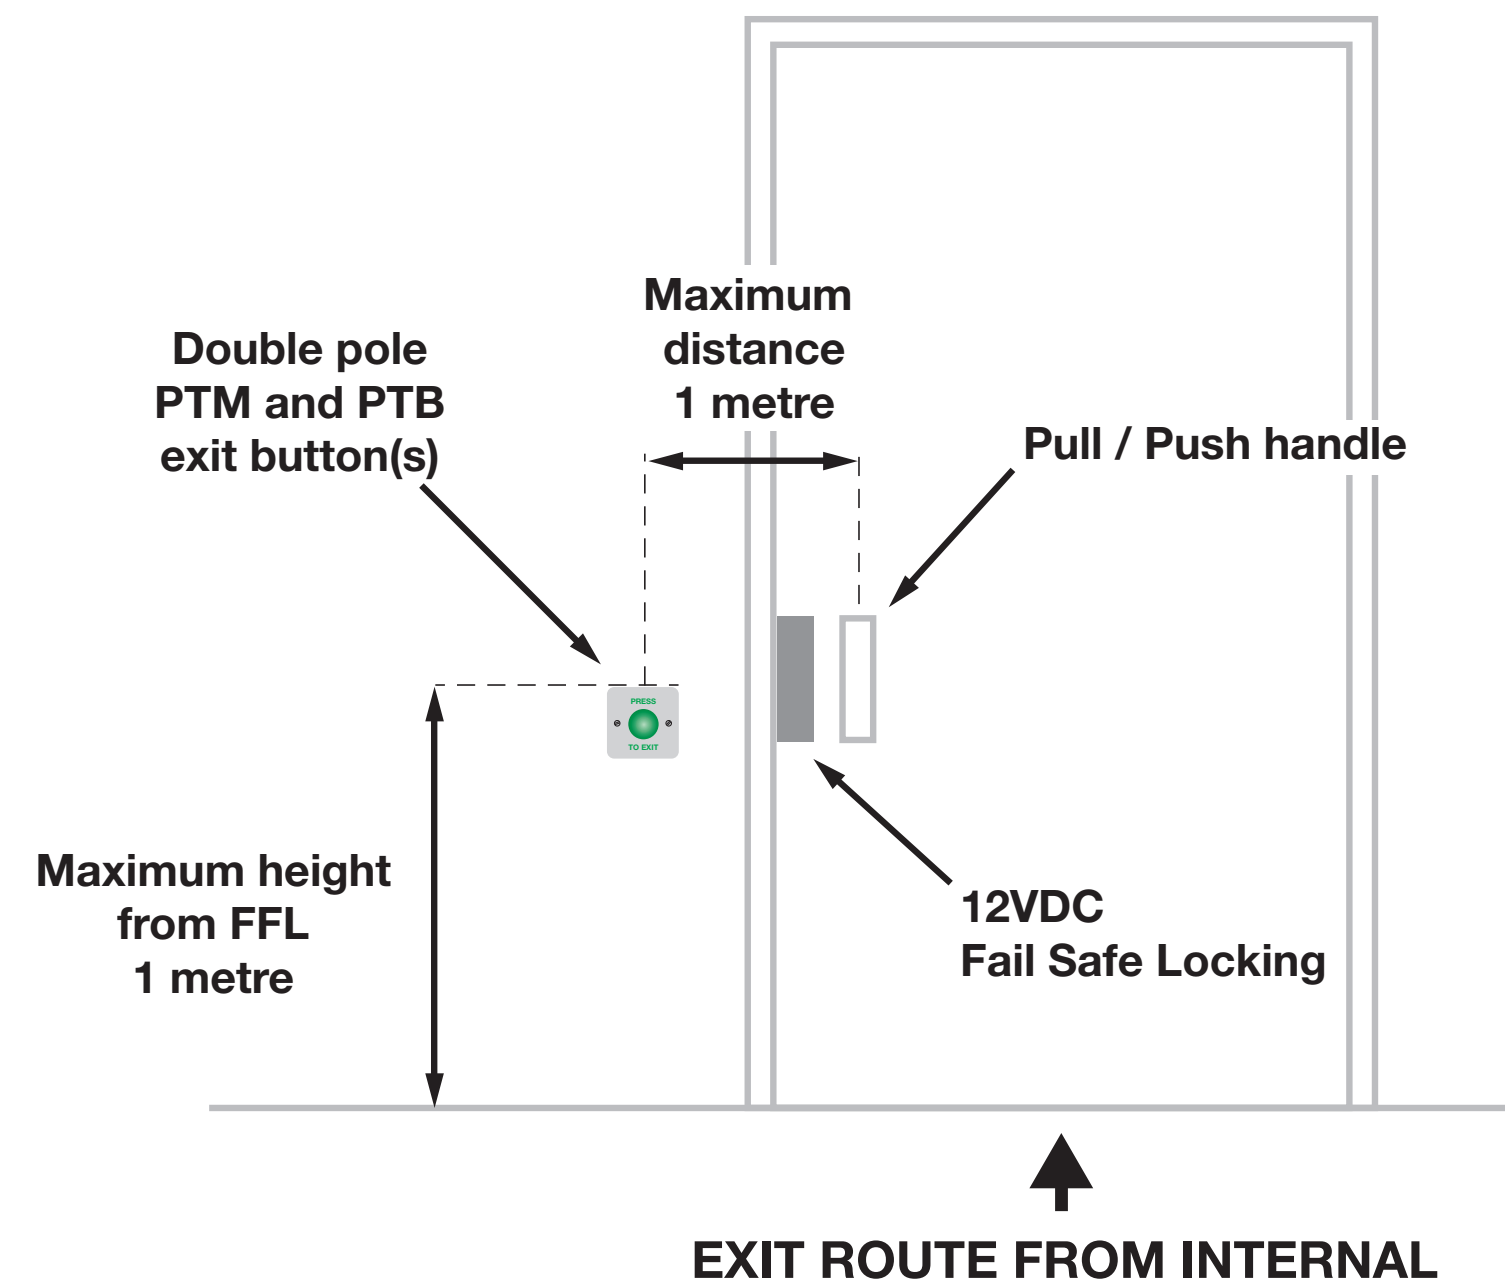 Maximum
distance
1 metre
Double pole
PTM and PTB
exit button(s)
Pull / Push handle
PRESS
TO EXIT
Maximum height
from FFL
1 metre
12VDC
Fail Safe Locking
EXIT ROUTE FROM INTERNAL